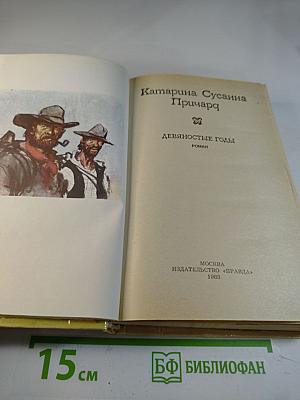 Катарина Сусанна
Причард
ДЕВЯНОСТЫЕ ГОДЫ
РОМАН
МОСКВА
ИЗДАТЕЛЬСТВО «ПРАВДА»
1983
15 см
БФ БИБЛИОФАН